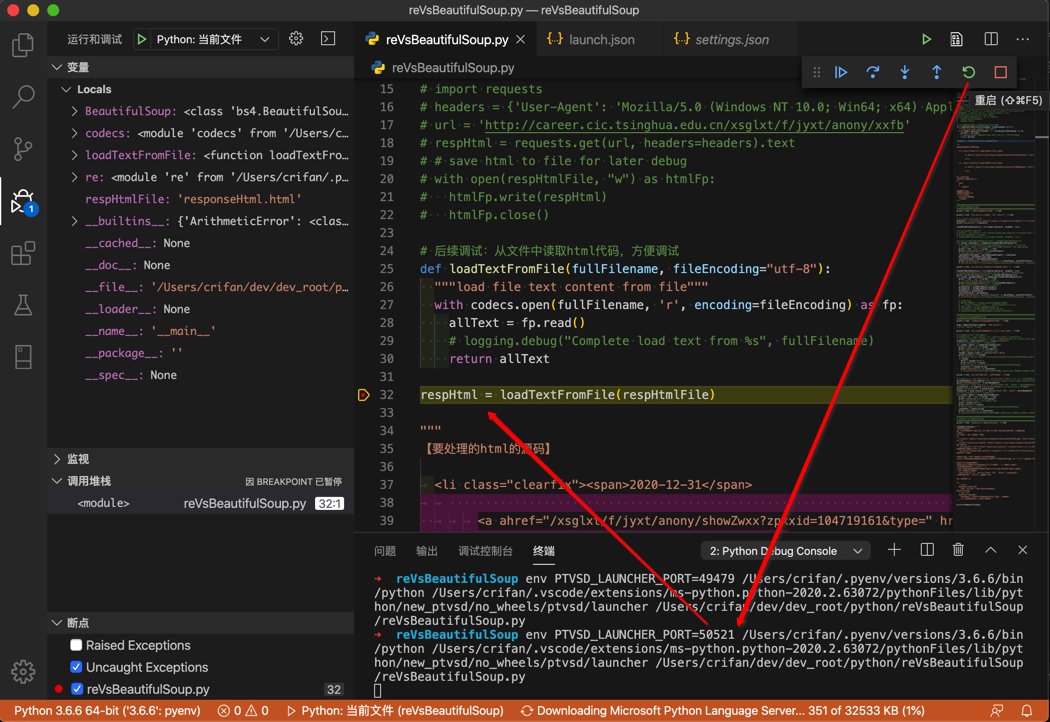 reVsBeautifulSoup.py — reVsBeautifulSoup
运行和调试
Python: 当前文件
reVsBeautifulSoup.py
launch.json
settings.json
变量
Locals
BeautifulSoup: <class 'bs4.BeautifulSou…
codecs: <module 'codecs' from '/Users/c…
loadTextFromFile: <function loadTextFro…
re: <module 're' from '/Users/crifan/.p…
respHtmlFile: 'responseHtml.html'
__builtins__: {'ArithmeticError': <clas…
__cached__: None
__doc__: None
__file__: '/Users/crifan/dev/dev_root/p…
__loader__: None
__name__: '__main__'
__package__: ''
__spec__: None
监视
调用堆栈
因 BREAKPOINT 已暂停
<module>
reVsBeautifulSoup.py
32:1
断点
Raised Exceptions
Uncaught Exceptions
reVsBeautifulSoup.py
32
1
reVsBeautifulSoup.py
重启 (⇧⌘F5)
15 # import requests
16 # headers = {'User-Agent': 'Mozilla/5.0 (Windows NT 10.0; Win64; x64) Appl
17 # url = 'http://career.cic.tsinghua.edu.cn/xsglxt/f/jyxt/anony/xxfb'
18 # respHtml = requests.get(url, headers=headers).text
19 # # save html to file for later debug
20 # with open(respHtmlFile, "w") as htmlFp:
21 #   htmlFp.write(respHtml)
22 #   htmlFp.close()
23
24 # 后续调试：从文件中读取html代码，方便调试
25 def loadTextFromFile(fullFilename, fileEncoding="utf-8"):
26 """load file text content from file"""
27 with codecs.open(fullFilename, 'r', encoding=fileEncoding) as fp:
28 allText = fp.read()
29 # logging.debug("Complete load text from %s", fullFilename)
30 return allText
31
32 respHtml = loadTextFromFile(respHtmlFile)
33
34 """
35 【要处理的html的源码】
36
37 <li class="clearfix"><span>2020-12-31</span>
38
39 <a ahref="/xsglxt/f/jyxt/anony/showZwxx?zpxxid=104719161&type=" hr
问题
输出
调试控制台
终端
2: Python Debug Console
→ reVsBeautifulSoup env PTVSD_LAUNCHER_PORT=49479 /Users/crifan/.pyenv/versions/3.6.6/bin
/python /Users/crifan/.vscode/extensions/ms-python.python-2020.2.63072/pythonFiles/lib/pyt
hon/new_ptvsd/no_wheels/ptvsd/launcher /Users/crifan/dev/dev_root/python/reVsBeautifulSoup
/reVsBeautifulSoup.py
→ reVsBeautifulSoup env PTVSD_LAUNCHER_PORT=50521 /Users/crifan/.pyenv/versions/3.6.6/bin
/python /Users/crifan/.vscode/extensions/ms-python.python-2020.2.63072/pythonFiles/lib/pyt
hon/new_ptvsd/no_wheels/ptvsd/launcher /Users/crifan/dev/dev_root/python/reVsBeautifulSoup
/reVsBeautifulSoup.py
Python 3.6.6 64-bit ('3.6.6': pyenv)
0
0
Python: 当前文件 (reVsBeautifulSoup)
Downloading Microsoft Python Language Server... 351 of 32533 KB (1%)